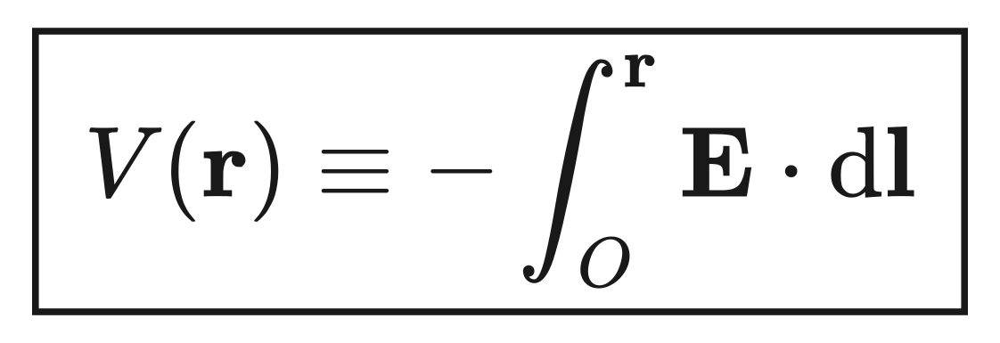 V(𝐫) ≡ −∫_O^𝐫 𝐄 · d𝐥